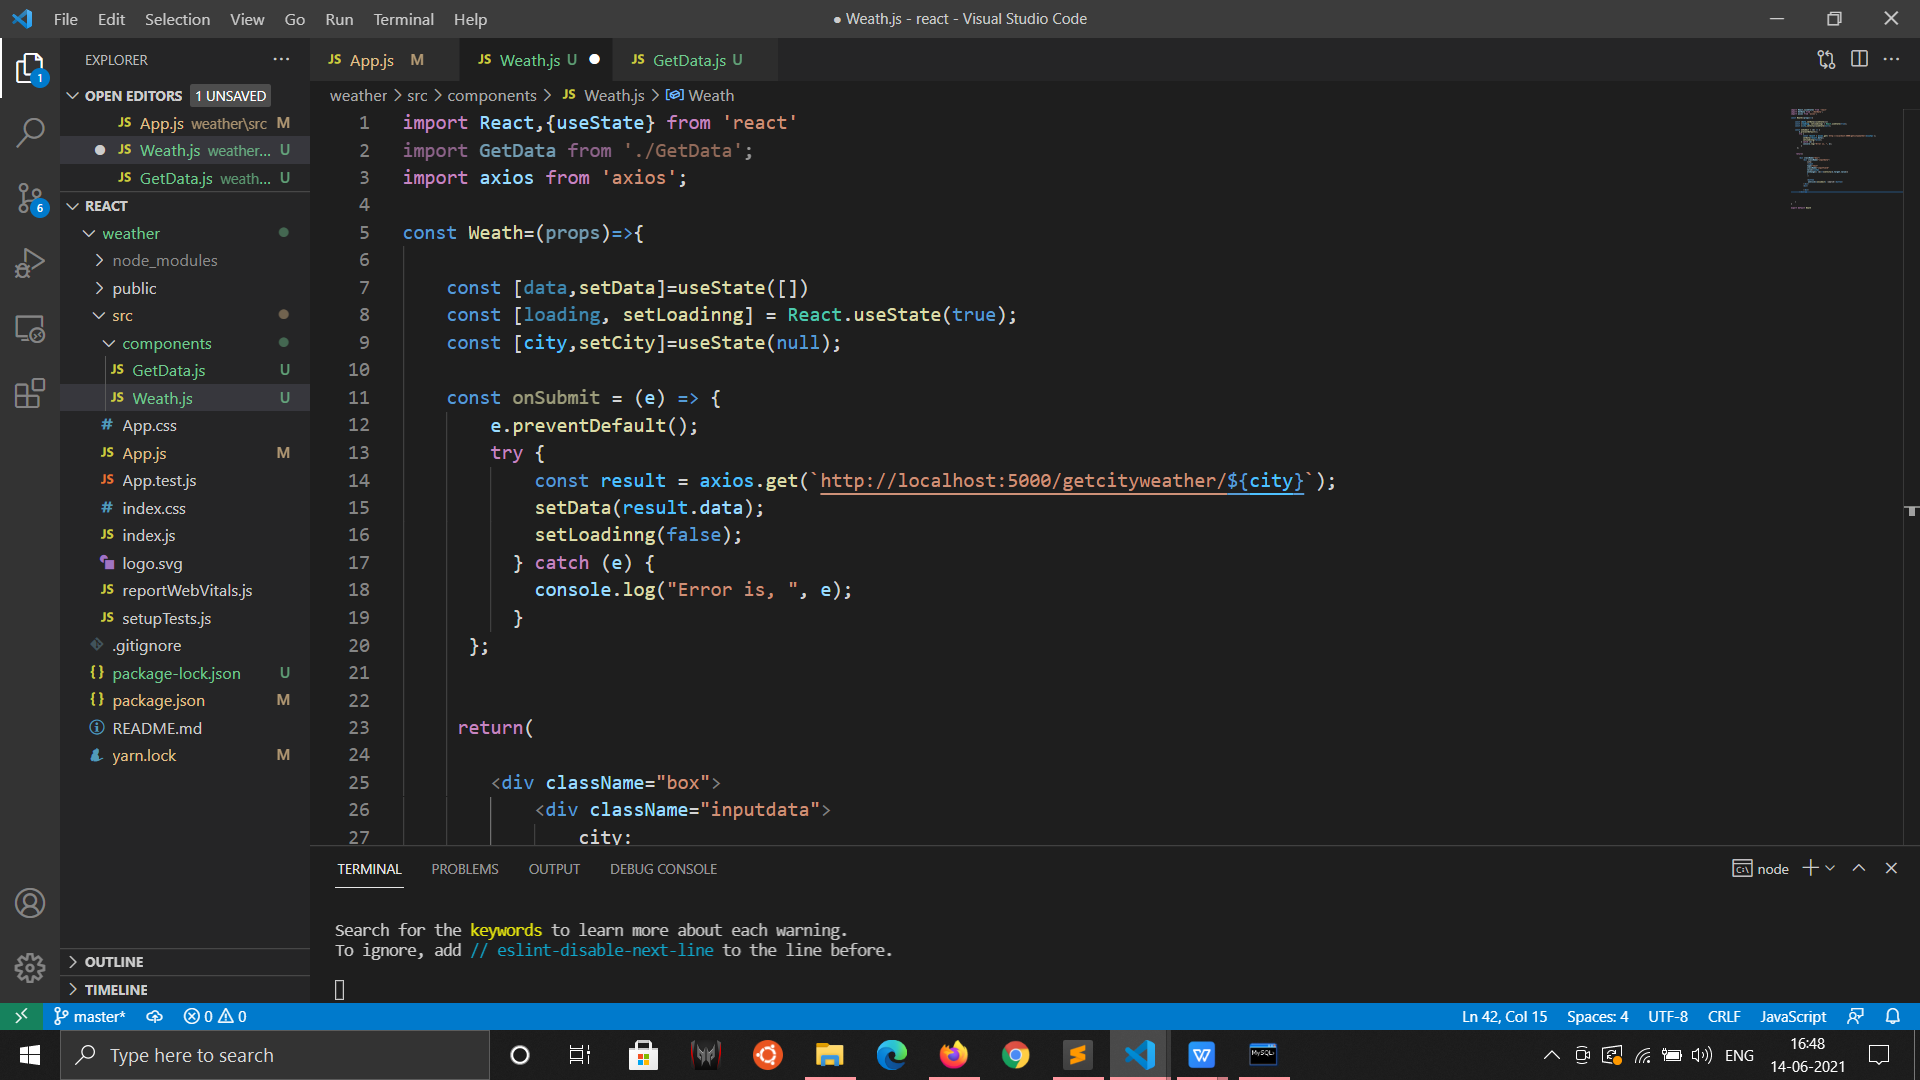 File Edit Selection View Go Run Terminal Help
● Weath.js - react - Visual Studio Code
EXPLORER
OPEN EDITORS 1 UNSAVED
JS App.js weather\src M
● JS Weath.js weather... U
JS GetData.js weath... U
REACT
weather
node_modules
public
src
components
JS GetData.js U
JS Weath.js U
# App.css
JS App.js M
JS App.test.js
# index.css
JS index.js
logo.svg
JS reportWebVitals.js
JS setupTests.js
.gitignore
{} package-lock.json U
{} package.json M
README.md
yarn.lock M
OUTLINE
TIMELINE
1
6
JS App.js M
JS Weath.js U ●
JS GetData.js U
weather > src > components > JS Weath.js > Weath
1 import React,{useState} from 'react'
2 import GetData from './GetData';
3 import axios from 'axios';
4
5 const Weath=(props)=>{
6
7 const [data,setData]=useState([])
8 const [loading, setLoadinng] = React.useState(true);
9 const [city,setCity]=useState(null);
10
11 const onSubmit = (e) => {
12 e.preventDefault();
13 try {
14 const result = axios.get(`http://localhost:5000/getcityweather/${city}`);
15 setData(result.data);
16 setLoadinng(false);
17 } catch (e) {
18 console.log("Error is, ", e);
19 }
20 };
21
22
23 return(
24
25 <div className="box">
26 <div className="inputdata">
27 city:
TERMINAL PROBLEMS OUTPUT DEBUG CONSOLE
node
Search for the keywords to learn more about each warning.
To ignore, add // eslint-disable-next-line to the line before.
master* 0 0
Ln 42, Col 15 Spaces: 4 UTF-8 CRLF JavaScript
Type here to search
W
MySQL
ENG
16:48
14-06-2021